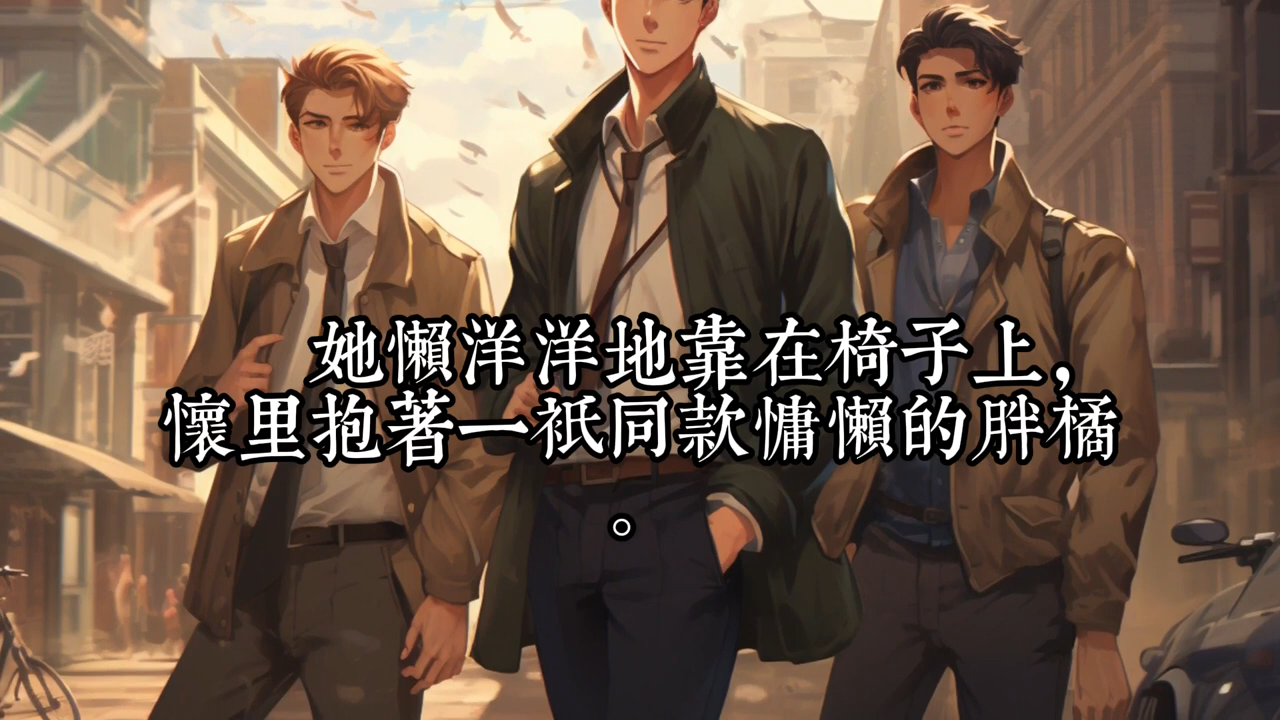 她懶洋洋地靠在椅子上，
懷里抱著一衹同款慵懶的胖橘
。